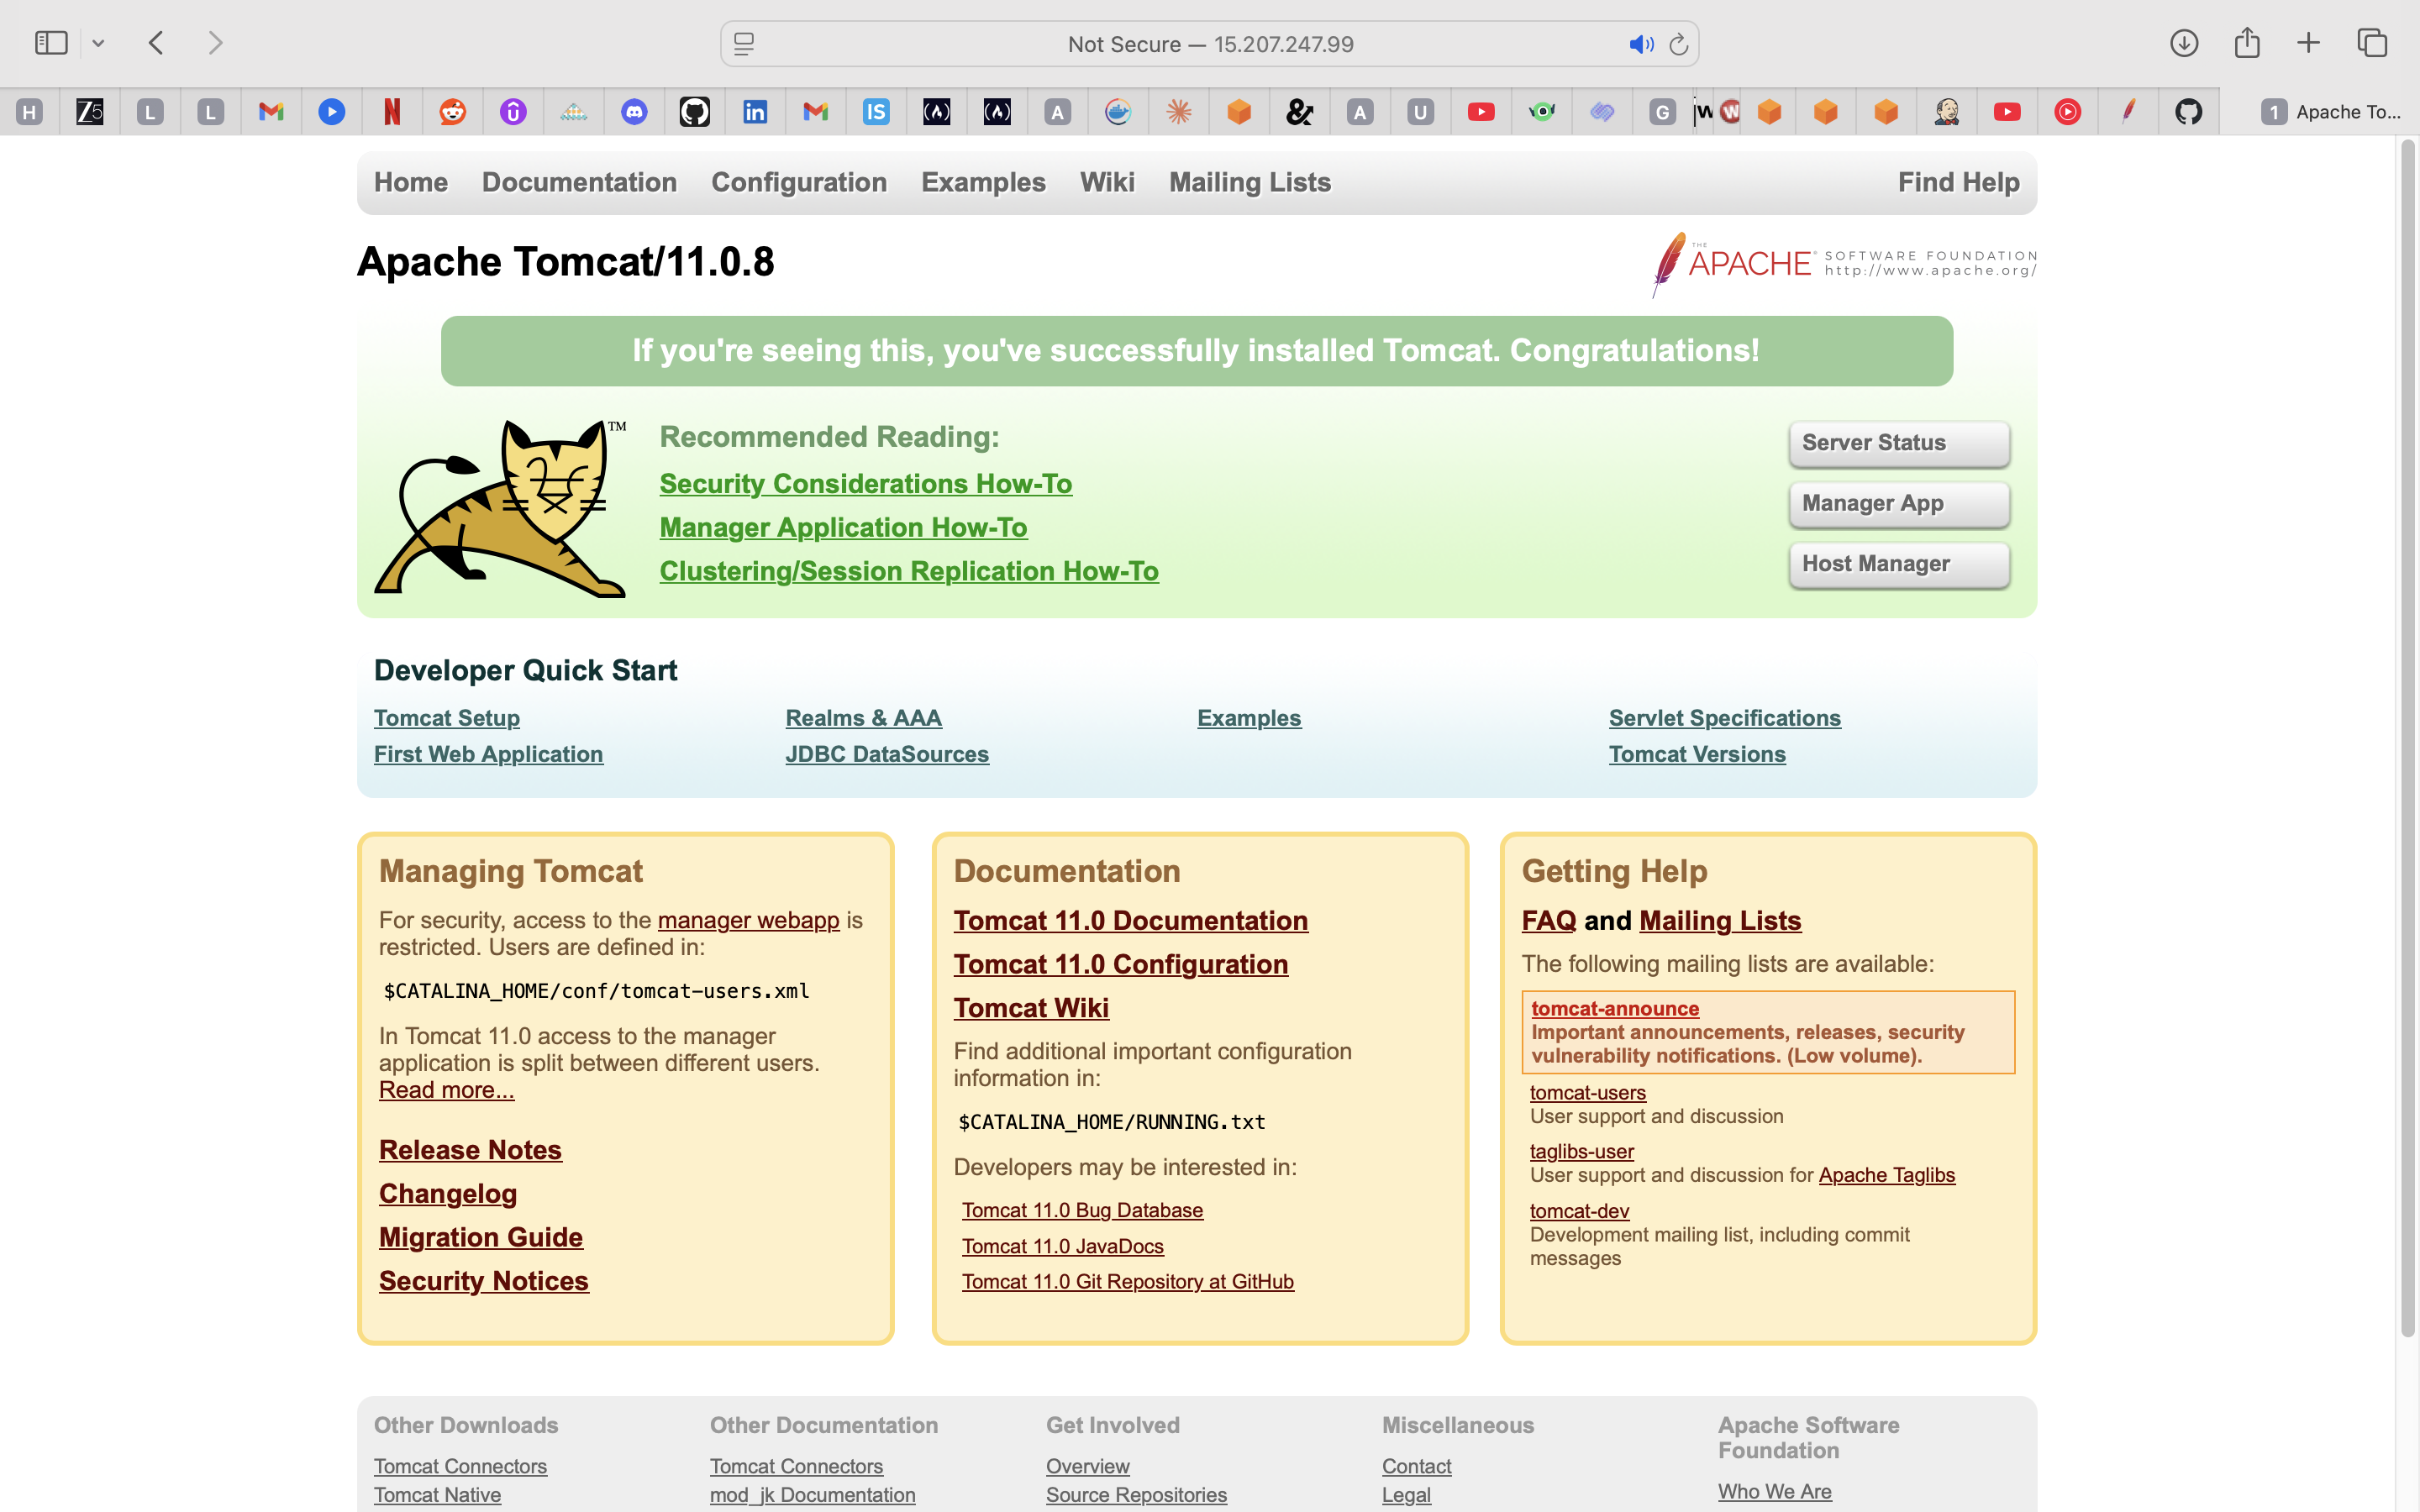 Not Secure — 15.207.247.99
H
Z5
L
L
N
in
IS
A
&
A
U
G
W
W
1 Apache To...
Home Documentation Configuration Examples Wiki Mailing Lists Find Help
Apache Tomcat/11.0.8
THE
APACHE® SOFTWARE FOUNDATION
http://www.apache.org/
If you're seeing this, you've successfully installed Tomcat. Congratulations!
TM
Recommended Reading:
Security Considerations How-To
Manager Application How-To
Clustering/Session Replication How-To
Server Status
Manager App
Host Manager
Developer Quick Start
Tomcat Setup
First Web Application
Realms & AAA
JDBC DataSources
Examples
Servlet Specifications
Tomcat Versions
Managing Tomcat
For security, access to the manager webapp is
restricted. Users are defined in:
$CATALINA_HOME/conf/tomcat-users.xml
In Tomcat 11.0 access to the manager
application is split between different users.
Read more...
Release Notes
Changelog
Migration Guide
Security Notices
Documentation
Tomcat 11.0 Documentation
Tomcat 11.0 Configuration
Tomcat Wiki
Find additional important configuration
information in:
$CATALINA_HOME/RUNNING.txt
Developers may be interested in:
Tomcat 11.0 Bug Database
Tomcat 11.0 JavaDocs
Tomcat 11.0 Git Repository at GitHub
Getting Help
FAQ and Mailing Lists
The following mailing lists are available:
tomcat-announce
Important announcements, releases, security
vulnerability notifications. (Low volume).
tomcat-users
User support and discussion
taglibs-user
User support and discussion for Apache Taglibs
tomcat-dev
Development mailing list, including commit
messages
Other Downloads
Tomcat Connectors
Tomcat Native
Other Documentation
Tomcat Connectors
mod_jk Documentation
Get Involved
Overview
Source Repositories
Miscellaneous
Contact
Legal
Apache Software
Foundation
Who We Are